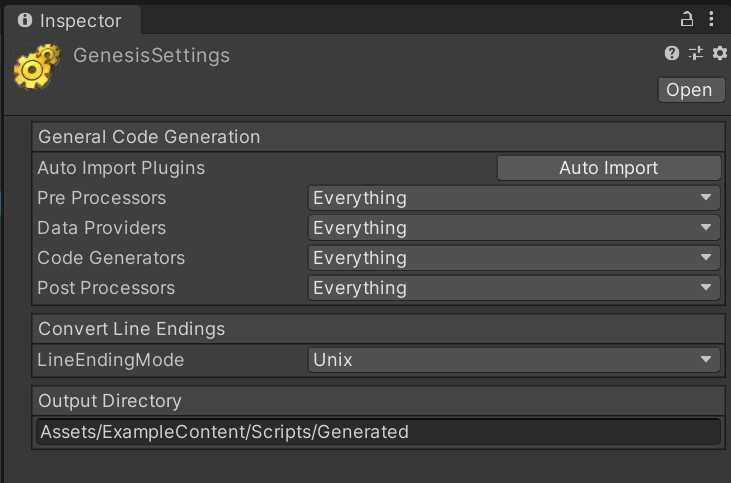 Inspector
GenesisSettings
Open
General Code Generation
Auto Import Plugins Auto Import
Pre Processors Everything
Data Providers Everything
Code Generators Everything
Post Processors Everything
Convert Line Endings
LineEndingMode Unix
Output Directory
Assets/ExampleContent/Scripts/Generated